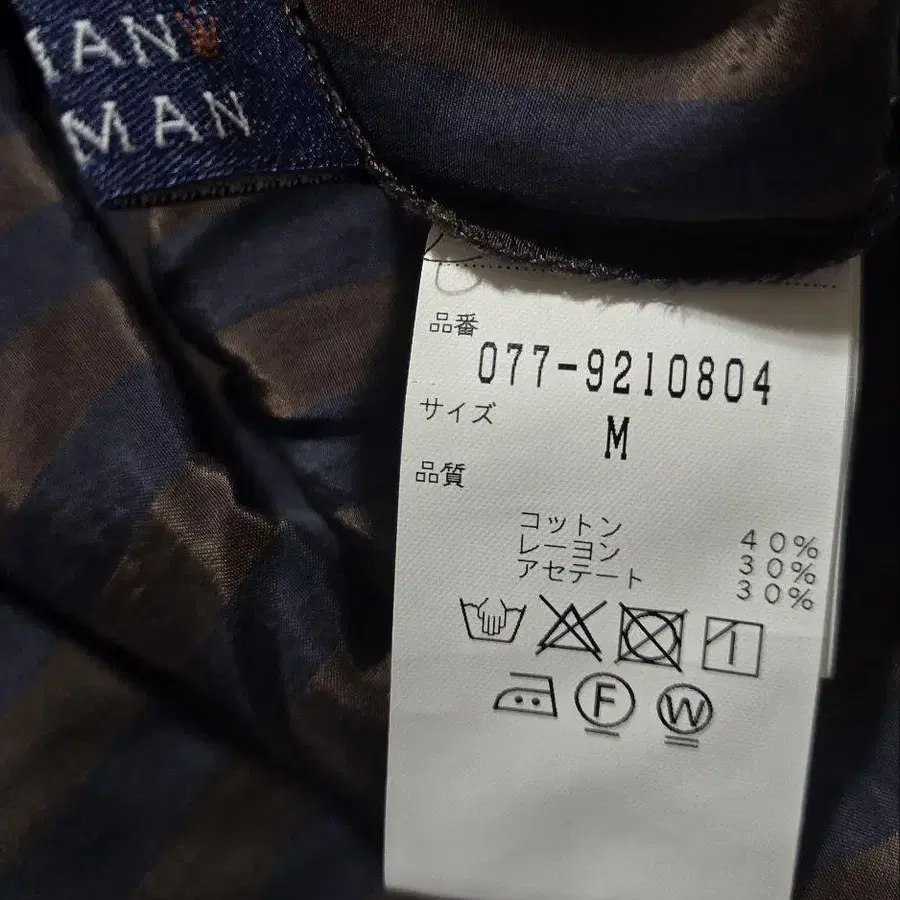 MAN
品番
077-9210804
サイズ
M
品質
コットン 40%
レーヨン 30%
アセテート 30%
F
W